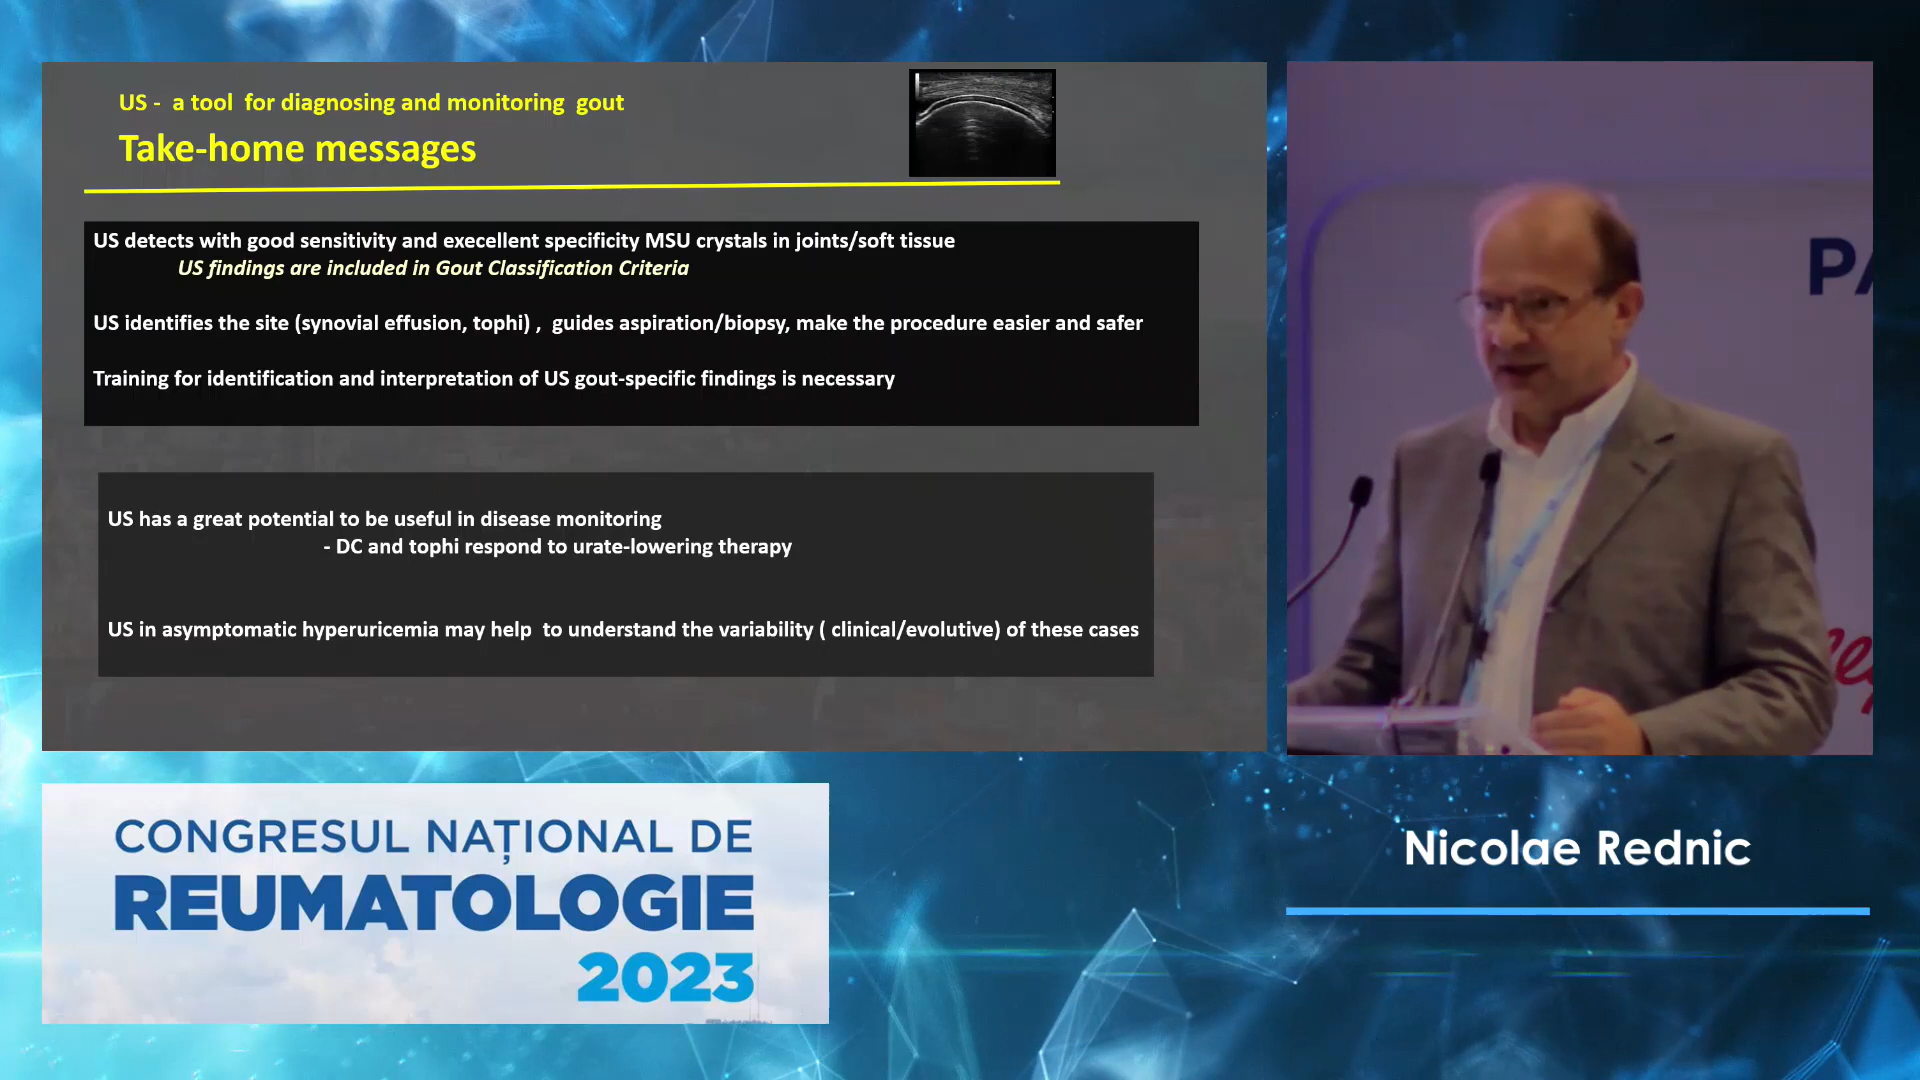 US - a tool for diagnosing and monitoring gout
Take-home messages
US detects with good sensitivity and execellent specificity MSU crystals in joints/soft tissue
US findings are included in Gout Classification Criteria
US identifies the site (synovial effusion, tophi) , guides aspiration/biopsy, make the procedure easier and safer
Training for identification and interpretation of US gout-specific findings is necessary
US has a great potential to be useful in disease monitoring
- DC and tophi respond to urate-lowering therapy
US in asymptomatic hyperuricemia may help to understand the variability ( clinical/evolutive) of these cases
PA
CONGRESUL NAȚIONAL DE
REUMATOLOGIE
2023
Nicolae Rednic